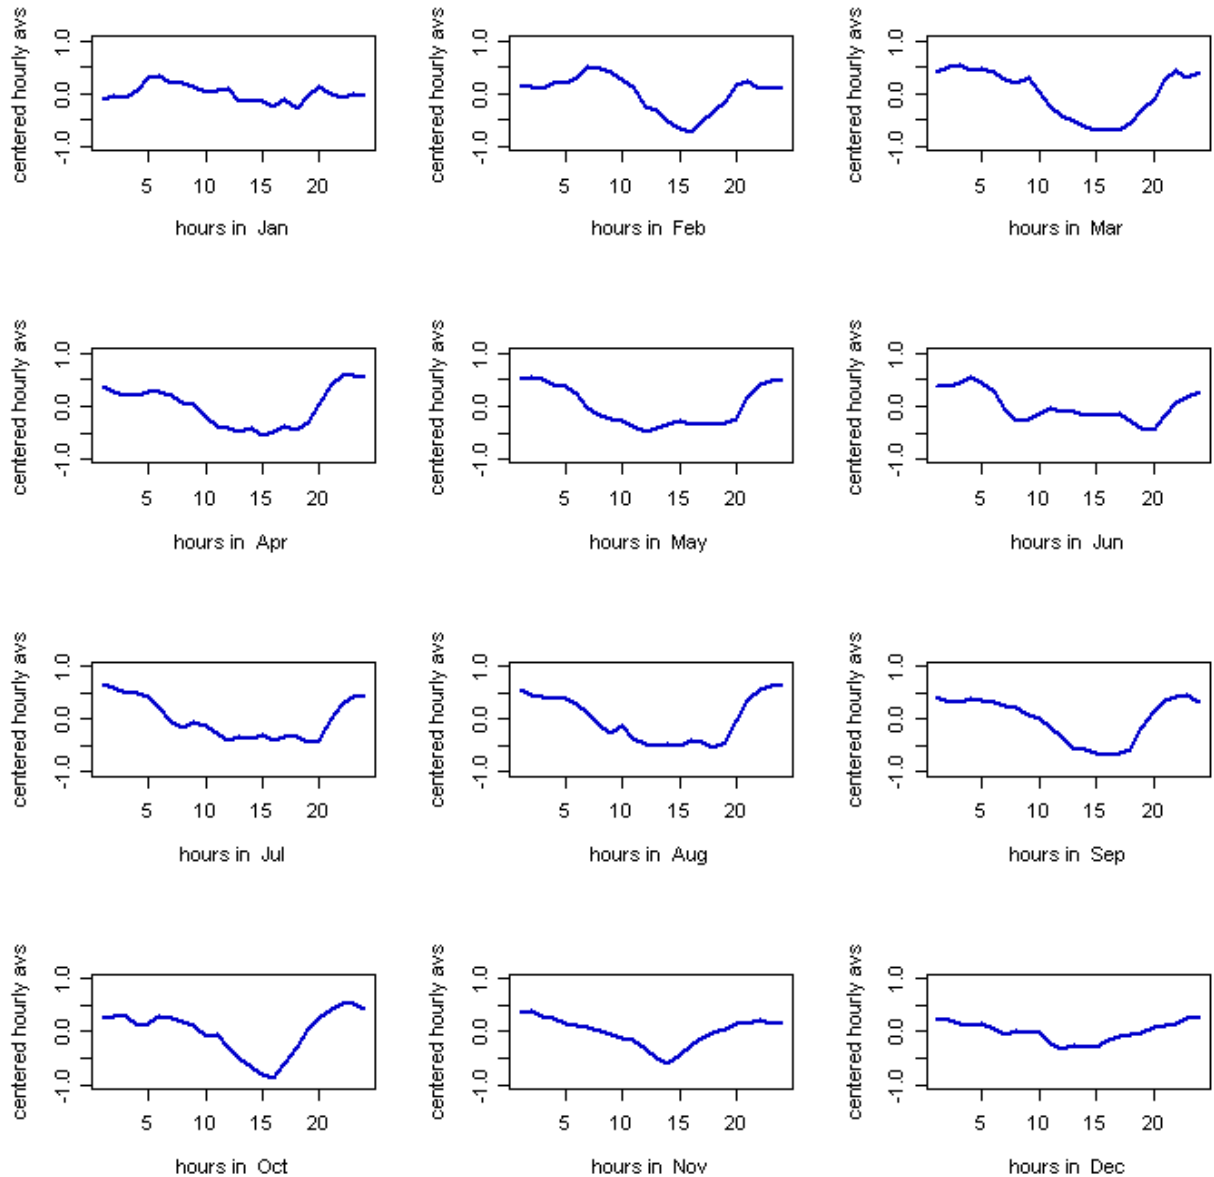 centered hourly avs
1.0
0.0
-1.0
5 10 15 20
hours in Jan
centered hourly avs
1.0
0.0
-1.0
5 10 15 20
hours in Feb
centered hourly avs
1.0
0.0
-1.0
5 10 15 20
hours in Mar
centered hourly avs
1.0
0.0
-1.0
5 10 15 20
hours in Apr
centered hourly avs
1.0
0.0
-1.0
5 10 15 20
hours in May
centered hourly avs
1.0
0.0
-1.0
5 10 15 20
hours in Jun
centered hourly avs
1.0
0.0
-1.0
5 10 15 20
hours in Jul
centered hourly avs
1.0
0.0
-1.0
5 10 15 20
hours in Aug
centered hourly avs
1.0
0.0
-1.0
5 10 15 20
hours in Sep
centered hourly avs
1.0
0.0
-1.0
5 10 15 20
hours in Oct
centered hourly avs
1.0
0.0
-1.0
5 10 15 20
hours in Nov
centered hourly avs
1.0
0.0
-1.0
5 10 15 20
hours in Dec